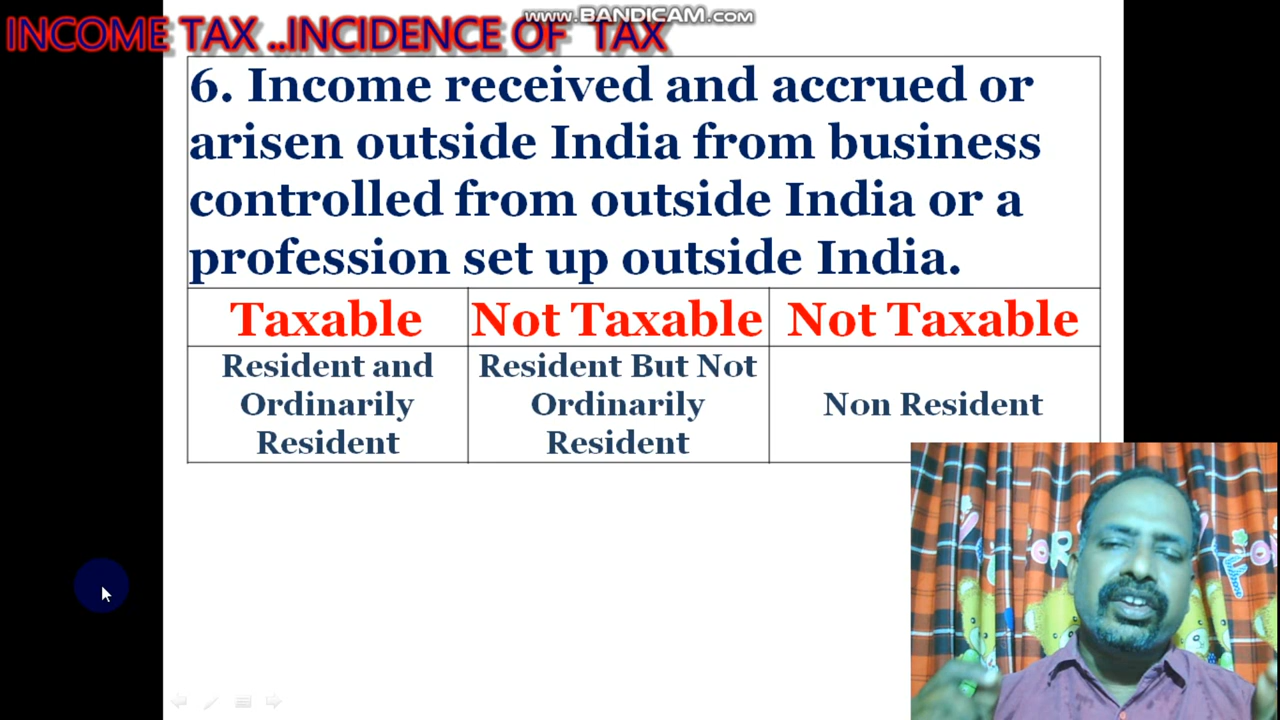 www.BANDICAM.com
INCOME TAX ..INCIDENCE OF TAX
6. Income received and accrued or
arisen outside India from business
controlled from outside India or a
profession set up outside India.
Taxable
Not Taxable
Not Taxable
Resident and
Ordinarily
Resident
Resident But Not
Ordinarily
Resident
Non Resident